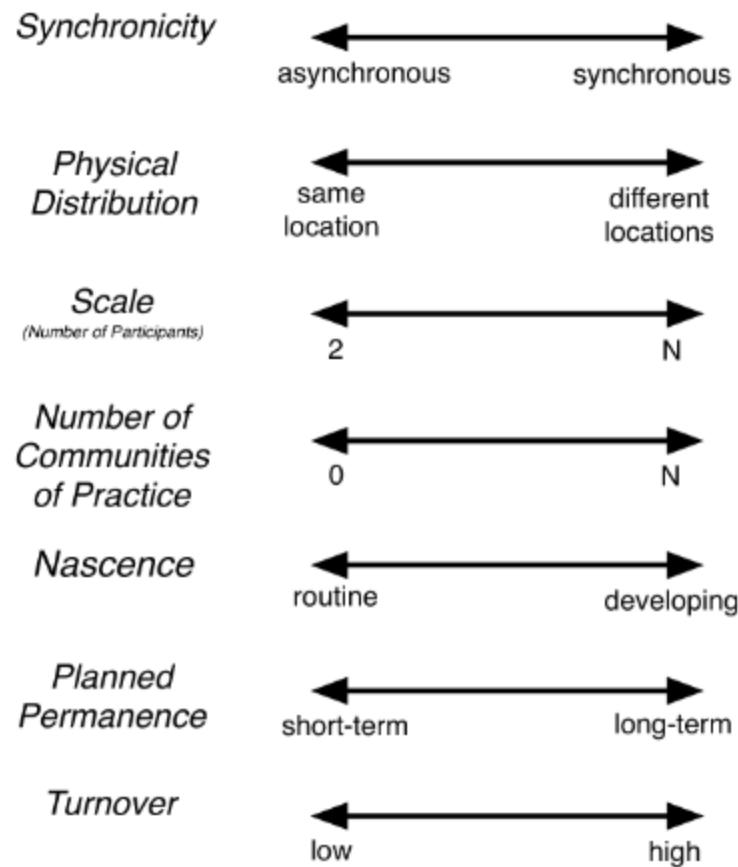 Synchronicity
asynchronous synchronous
Physical
Distribution
same
location
different
locations
Scale
(Number of Participants)
2 N
Number of
Communities
of Practice
0 N
Nascence
routine developing
Planned
Permanence
short-term long-term
Turnover
low high